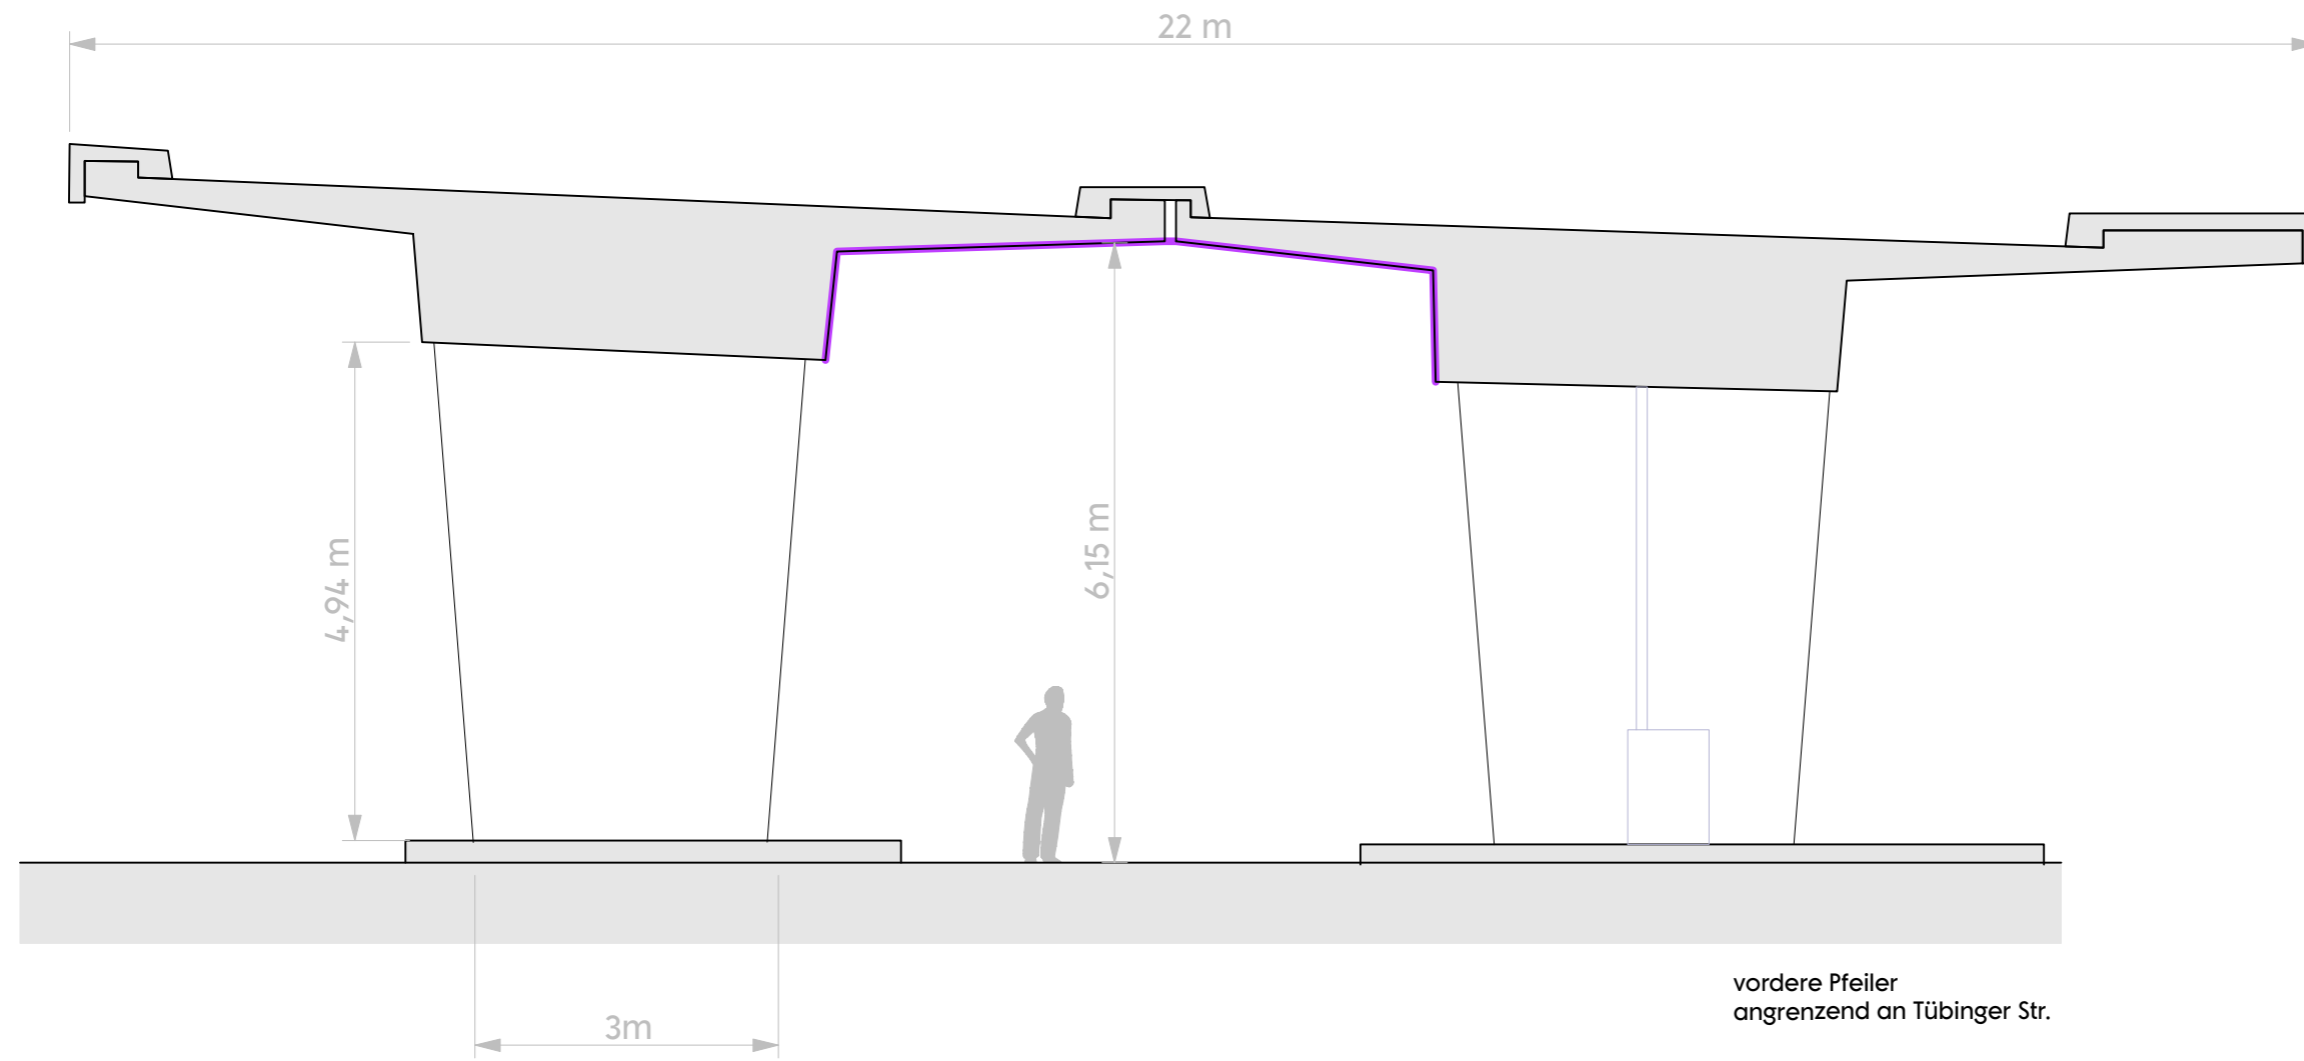 22 m
4,94 m
6,15 m
3m
vordere Pfeiler
angrenzend an Tübinger Str.